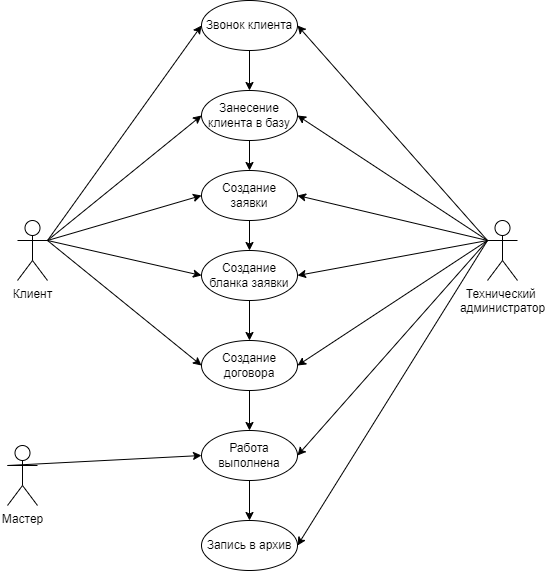 Звонок клиента
Занесение
клиента в базу
Создание
заявки
Создание
бланка заявки
Клиент
Технический
администратор
Создание
договора
Работа
выполнена
Мастер
Запись в архив